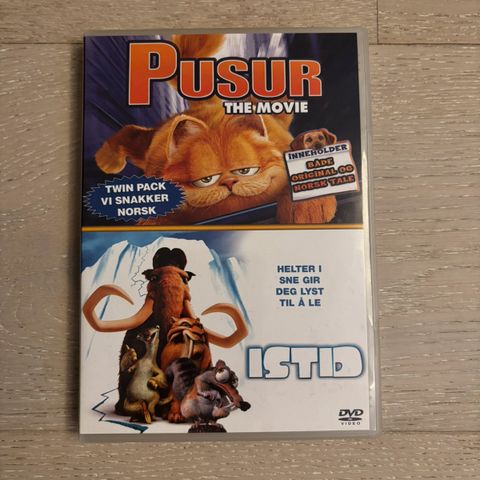 PUSUR
THE MOVIE
INNEHOLDER
BÅDE
ORIGINAL OG
NORSK TALE
TWIN PACK
VI SNAKKER
NORSK
HELTER I
SNE GIR
DEG LYST
TIL Å LE
ISTID
DVD
VIDEO